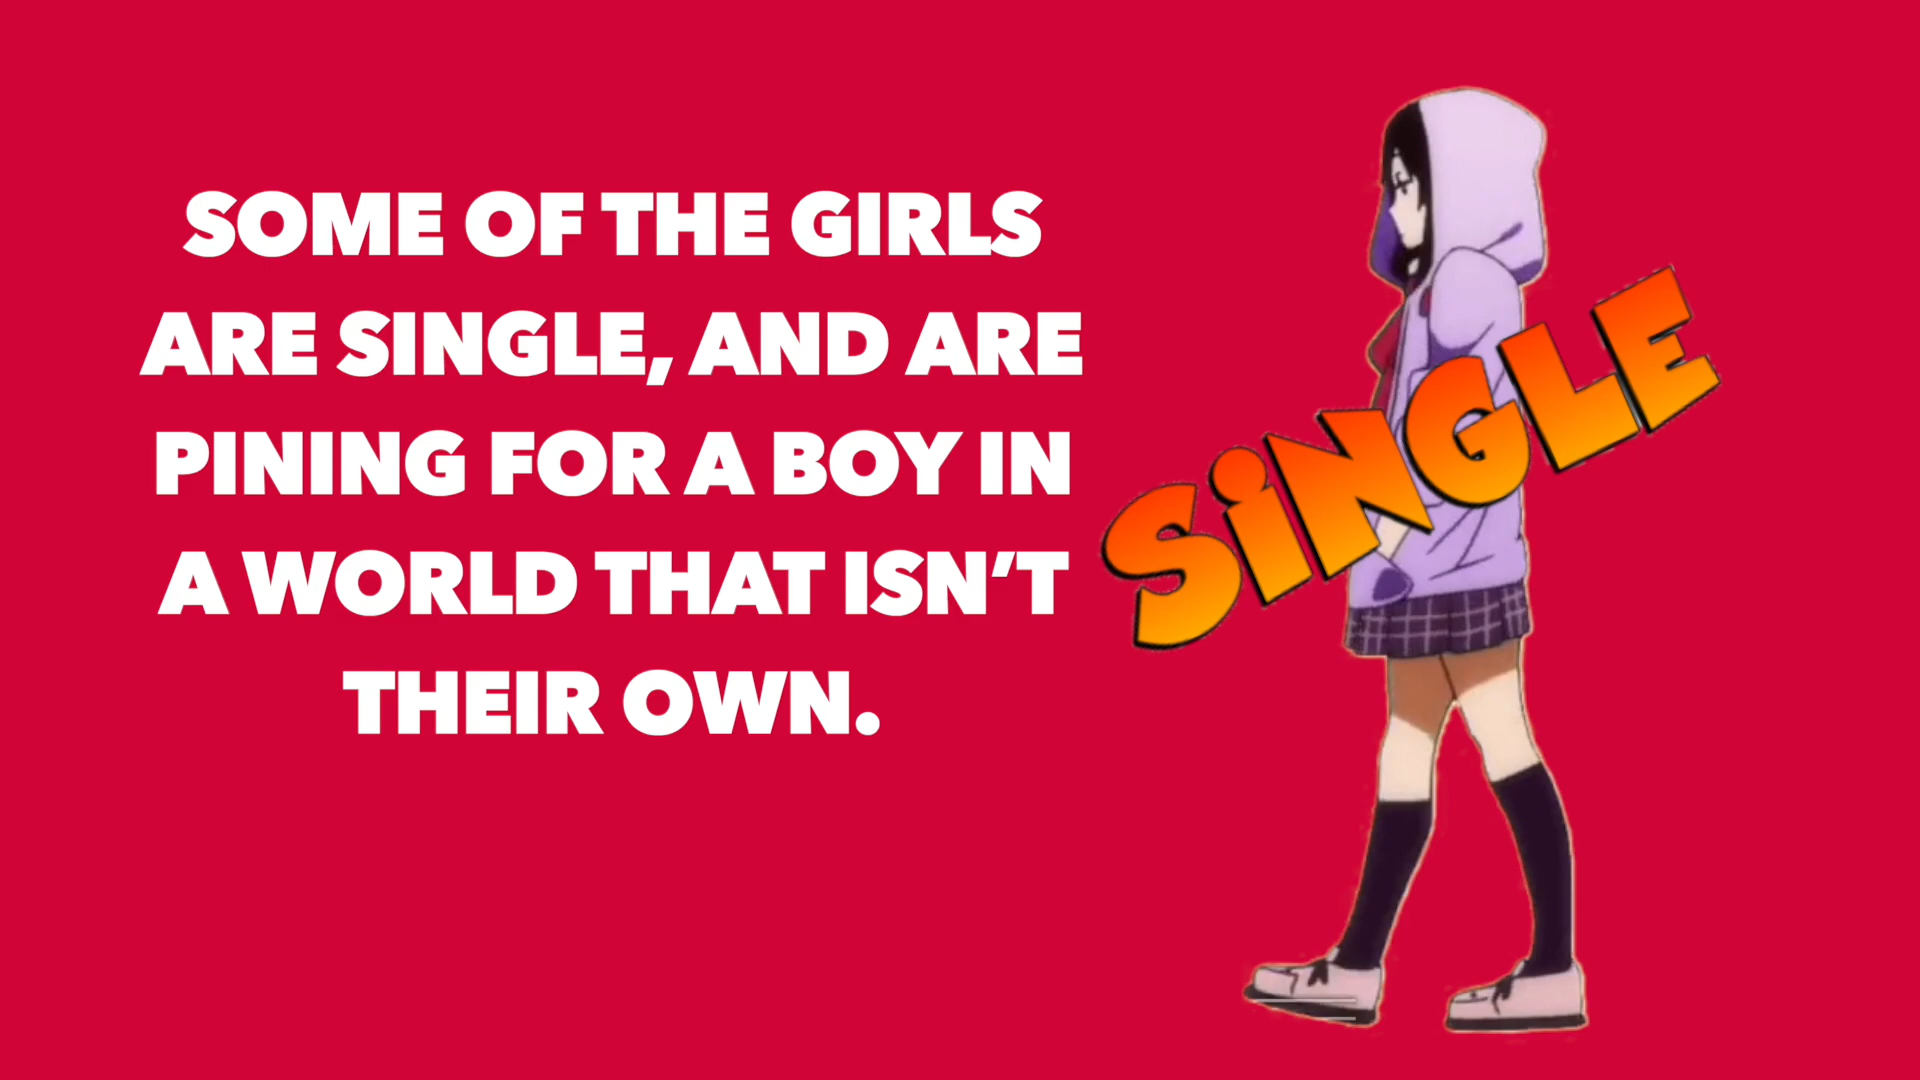 SOME OF THE GIRLS
ARE SINGLE, AND ARE
PINING FOR A BOY IN
A WORLD THAT ISN’T
THEIR OWN.
SiNGLE